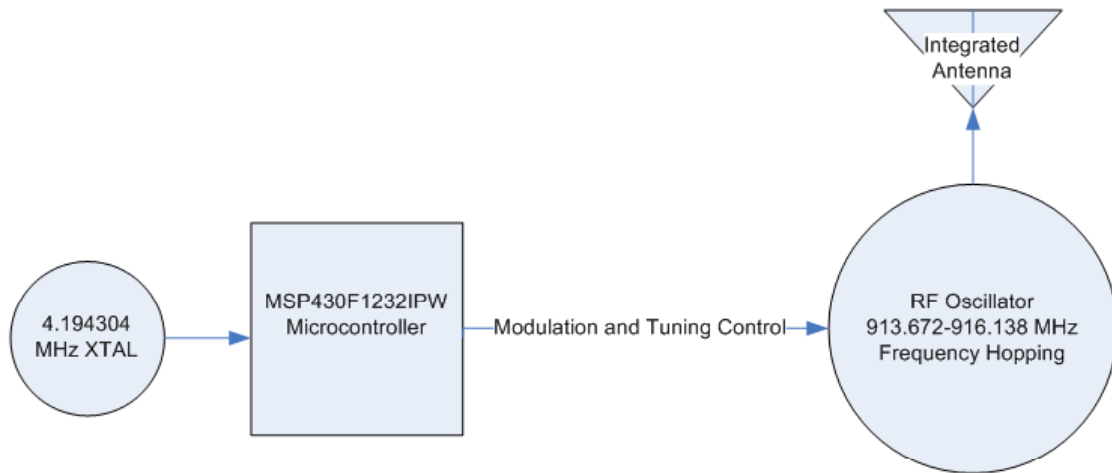 Integrated
Antenna
4.194304
MHz XTAL
MSP430F1232IPW
Microcontroller
Modulation and Tuning Control
RF Oscillator
913.672-916.138 MHz
Frequency Hopping